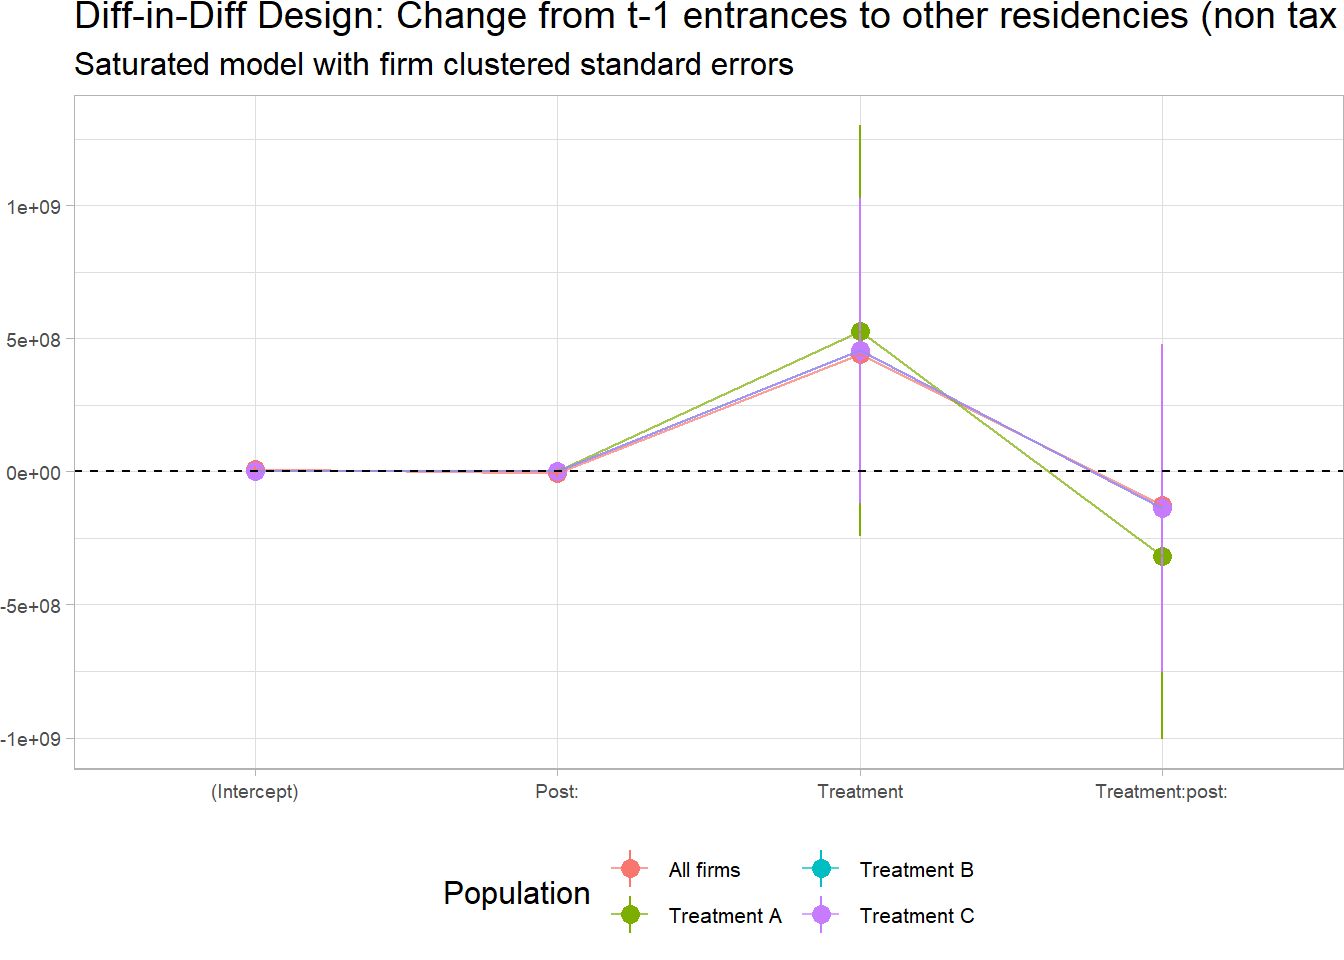 Diff-in-Diff Design: Change from t-1 entrances to other residencies (non tax
Saturated model with firm clustered standard errors
1e+09
5e+08
0e+00
-5e+08
-1e+09
(Intercept) Post: Treatment Treatment:post:
Population
All firms Treatment B
Treatment A Treatment C